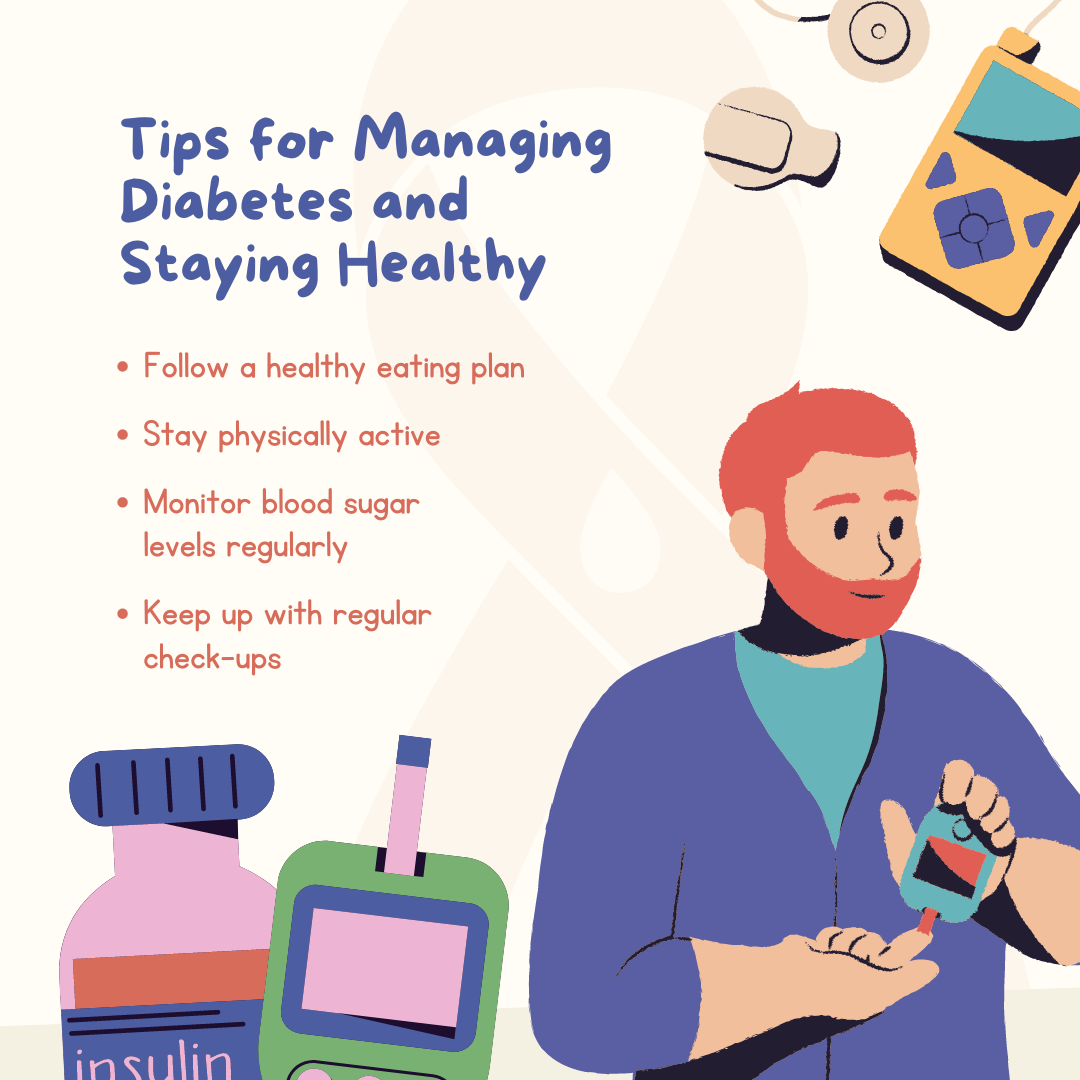 Tips for Managing
Diabetes and
Staying Healthy
• Follow a healthy eating plan
• Stay physically active
• Monitor blood sugar
levels regularly
• Keep up with regular
check-ups
insulin